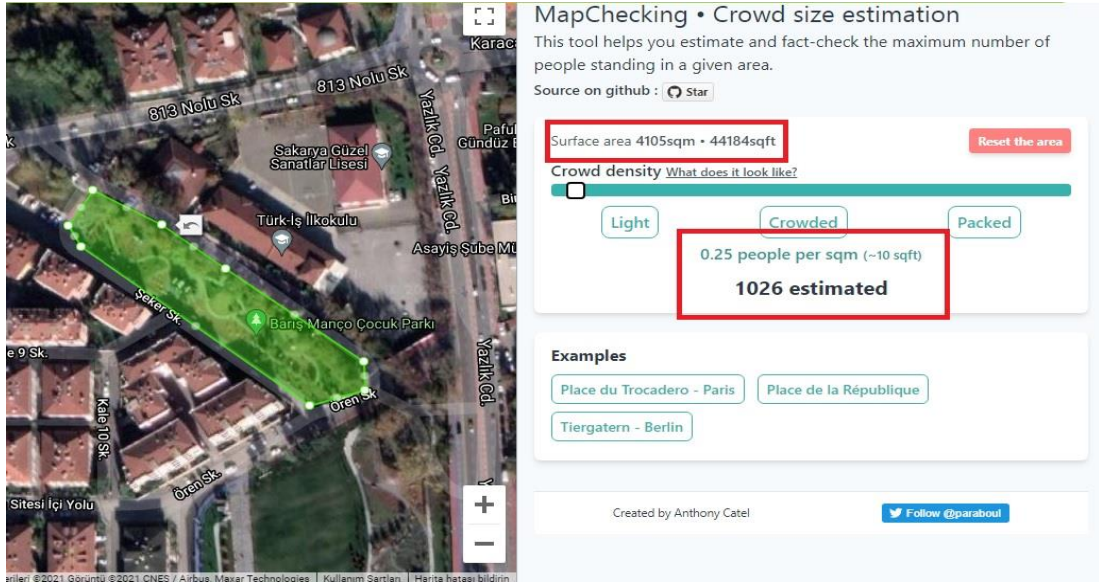 MapChecking • Crowd size estimation
This tool helps you estimate and fact-check the maximum number of
people standing in a given area.
Source on github : Star
Surface area 4105sqm • 44184sqft
Reset the area
Crowd density What does it look like?
Light
Crowded
Packed
0.25 people per sqm (~10 sqft)
1026 estimated
Examples
Place du Trocadero - Paris
Place de la République
Tiergatern - Berlin
Created by Anthony Catel
Follow @paraboul
813 Nolu Sk
813 Nolu Sk
Yazlık Cd.
Yazlık Cd.
Sakarya Güzel
Sanatlar Lisesi
Gündüz
Türk-İş İlkokulu
Asayiş Şube
Şeker Sk.
Barış Manço Çocuk Parkı
9 Sk.
Yazlık Cd.
Kale 10 Sk.
Ören Sk
Ören Sk.
Sitesi İçi Yolu
+
−
©2021 Görüntü ©2021 CNES / Airbus, Maxar Technologies
Kullanım Şartları
Harita hatası bildirin